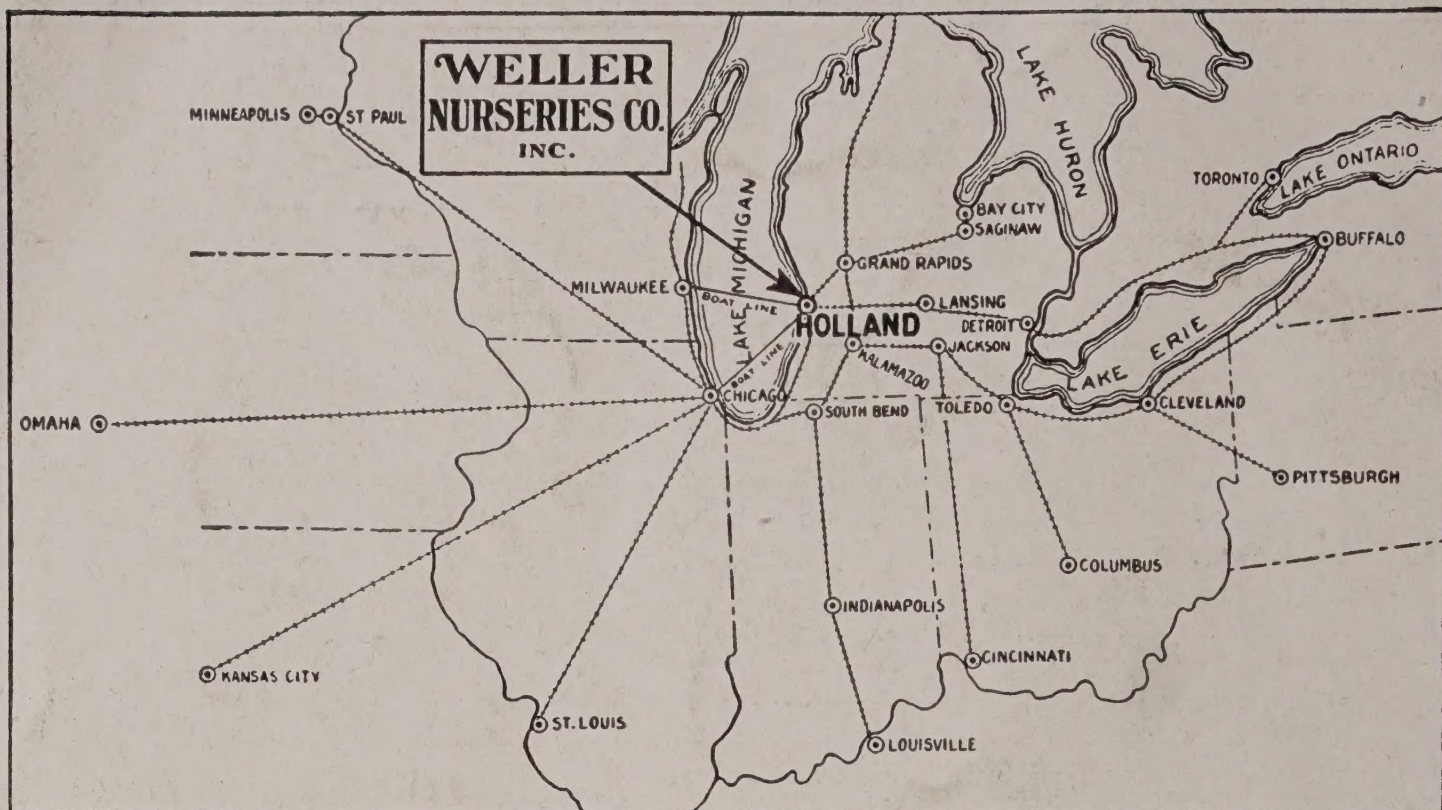 WELLER
NURSERIES CO.
INC.
MINNEAPOLIS
ST PAUL
LAKE MICHIGAN
LAKE HURON
LAKE ONTARIO
TORONTO
BAY CITY
SAGINAW
BUFFALO
GRAND RAPIDS
MILWAUKEE
BOAT LINE
HOLLAND
LANSING
DETROIT
LAKE ERIE
BOAT LINE
KALAMAZOO
JACKSON
CHICAGO
SOUTH BEND
TOLEDO
CLEVELAND
OMAHA
PITTSBURGH
COLUMBUS
INDIANAPOLIS
CINCINNATI
KANSAS CITY
ST. LOUIS
LOUISVILLE